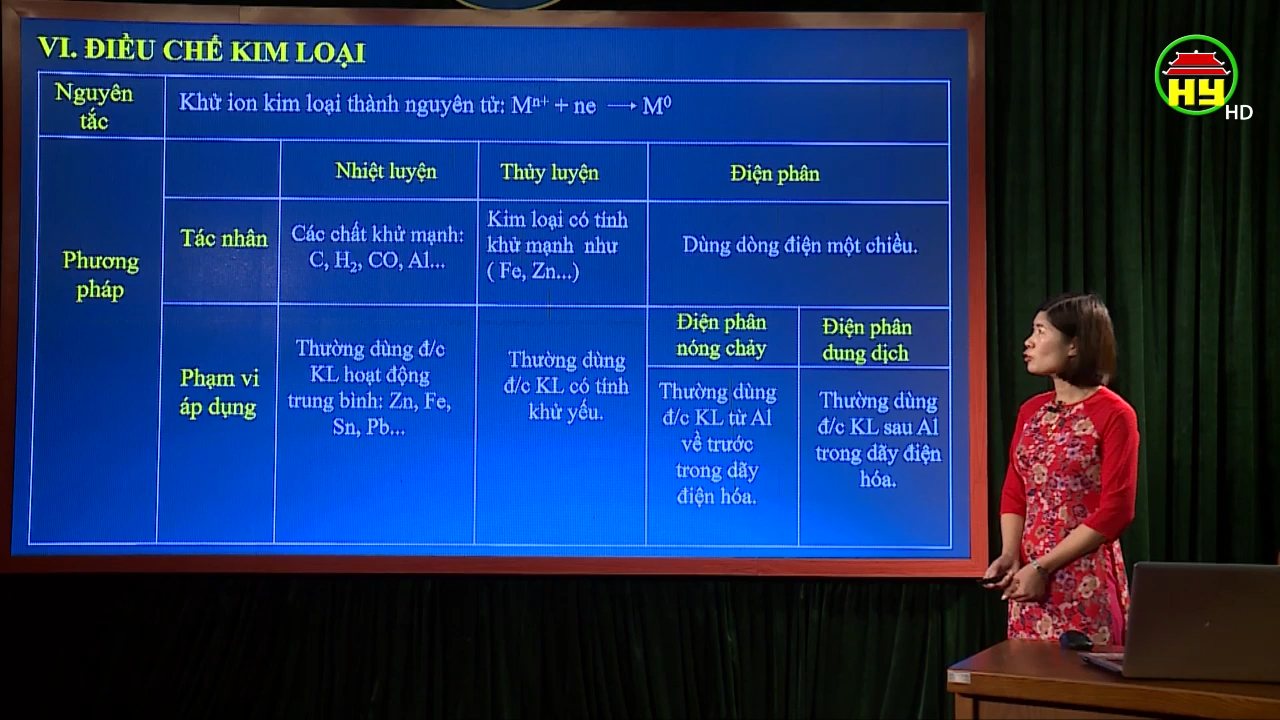 VI. ĐIỀU CHẾ KIM LOẠI
Nguyên
tắc
Khử ion kim loại thành nguyên tử: Mⁿ⁺ + ne → M⁰
Phương
pháp
Nhiệt luyện
Thủy luyện
Điện phân
Tác nhân
Các chất khử mạnh:
C, H₂, CO, Al...
Kim loại có tính
khử mạnh như
( Fe, Zn...)
Dùng dòng điện một chiều.
Phạm vi
áp dụng
Thường dùng đ/c
KL hoạt động
trung bình: Zn, Fe,
Sn, Pb...
Thường dùng
đ/c KL có tính
khử yếu.
Điện phân
nóng chảy
Thường dùng
đ/c KL từ Al
về trước
trong dãy
điện hóa.
Điện phân
dung dịch
Thường dùng
đ/c KL sau Al
trong dãy điện
hóa.
HY
HD